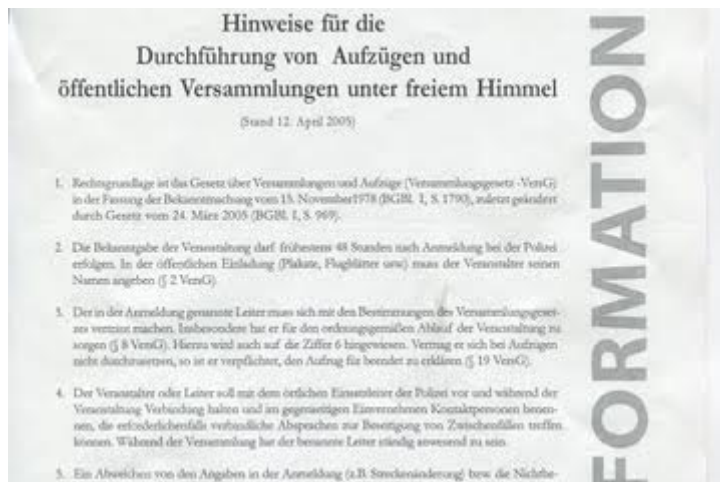 Hinweise für die
Durchführung von Aufzügen und
öffentlichen Versammlungen unter freiem Himmel
(Stand 12. April 2005)
1. Rechtsgrundlage ist das Gesetz über Versammlungen und Aufzüge (Versammlungsgesetz -VersG)
in der Fassung der Bekanntmachung vom 15. November1978 (BGBl. I, S. 1790), zuletzt geändert
durch Gesetz vom 24. März 2005 (BGBl. I, S. 969).
2. Die Bekanntgabe der Veranstaltung darf frühestens 48 Stunden nach Anmeldung bei der Polizei
erfolgen. In der öffentlichen Einladung (Plakate, Flugblätter usw) muss der Veranstalter seinen
Namen angeben (§ 2 VersG).
3. Der in der Anmeldung genannte Leiter muss sich mit den Bestimmungen des Versammlungsgeset-
zes vertraut machen. Insbesondere hat er für den ordnungsgemäßen Ablauf der Veranstaltung zu
sorgen (§ 8 VersG). Hierzu wird auch auf die Ziffer 6 hingewiesen. Vermag er sich bei Aufzügen
nicht durchzusetzen, so ist er verpflichtet, den Aufzug für beendet zu erklären (§ 19 VersG).
4. Der Veranstalter oder Leiter soll mit dem örtlichen Einsatzleiter der Polizei vor und während der
Veranstaltung Verbindung halten und im gegenseitigen Einvernehmen Kontaktpersonen benen-
nen, die erforderlichenfalls verbindliche Absprachen zur Beseitigung von Zwischenfällen treffen
können. Während der Versammlung hat der benannte Leiter ständig anwesend zu sein.
5. Ein Abweichen von den Angaben in der Anmeldung (z.B. Streckenänderung) bzw die Nichtbe-
FORMATION